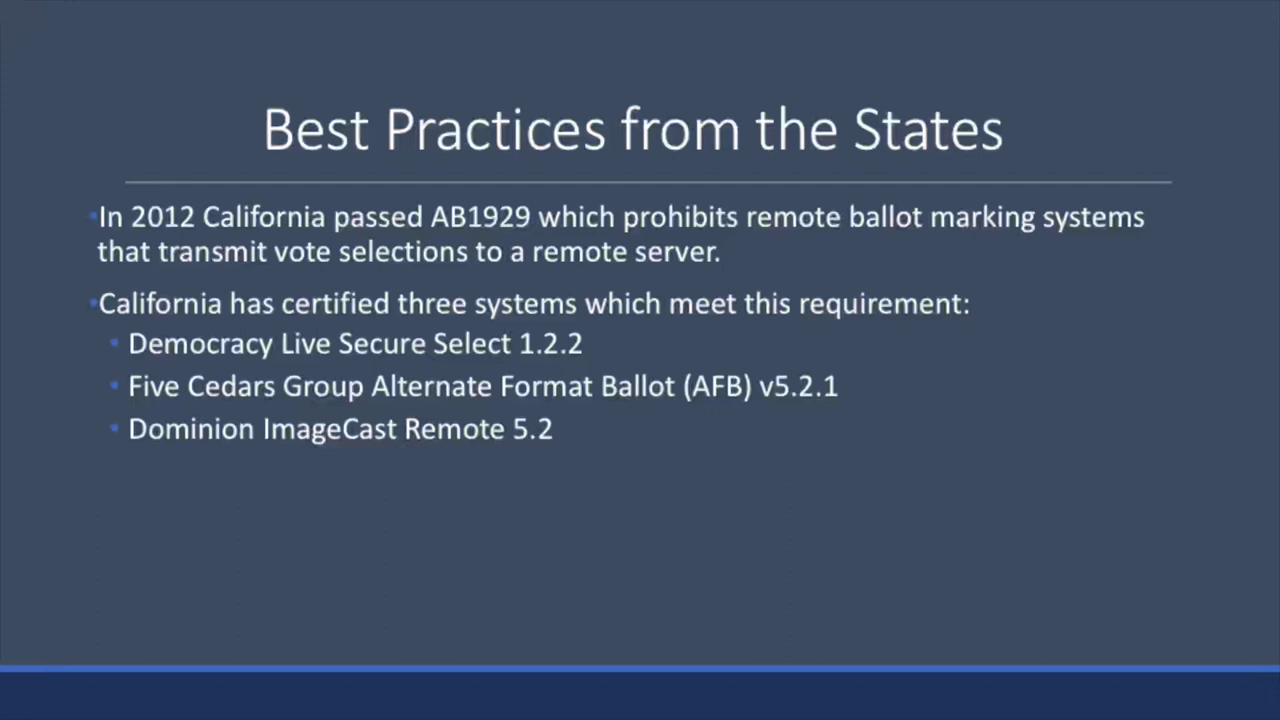 Best Practices from the States
•In 2012 California passed AB1929 which prohibits remote ballot marking systems
that transmit vote selections to a remote server.
•California has certified three systems which meet this requirement:
• Democracy Live Secure Select 1.2.2
• Five Cedars Group Alternate Format Ballot (AFB) v5.2.1
• Dominion ImageCast Remote 5.2